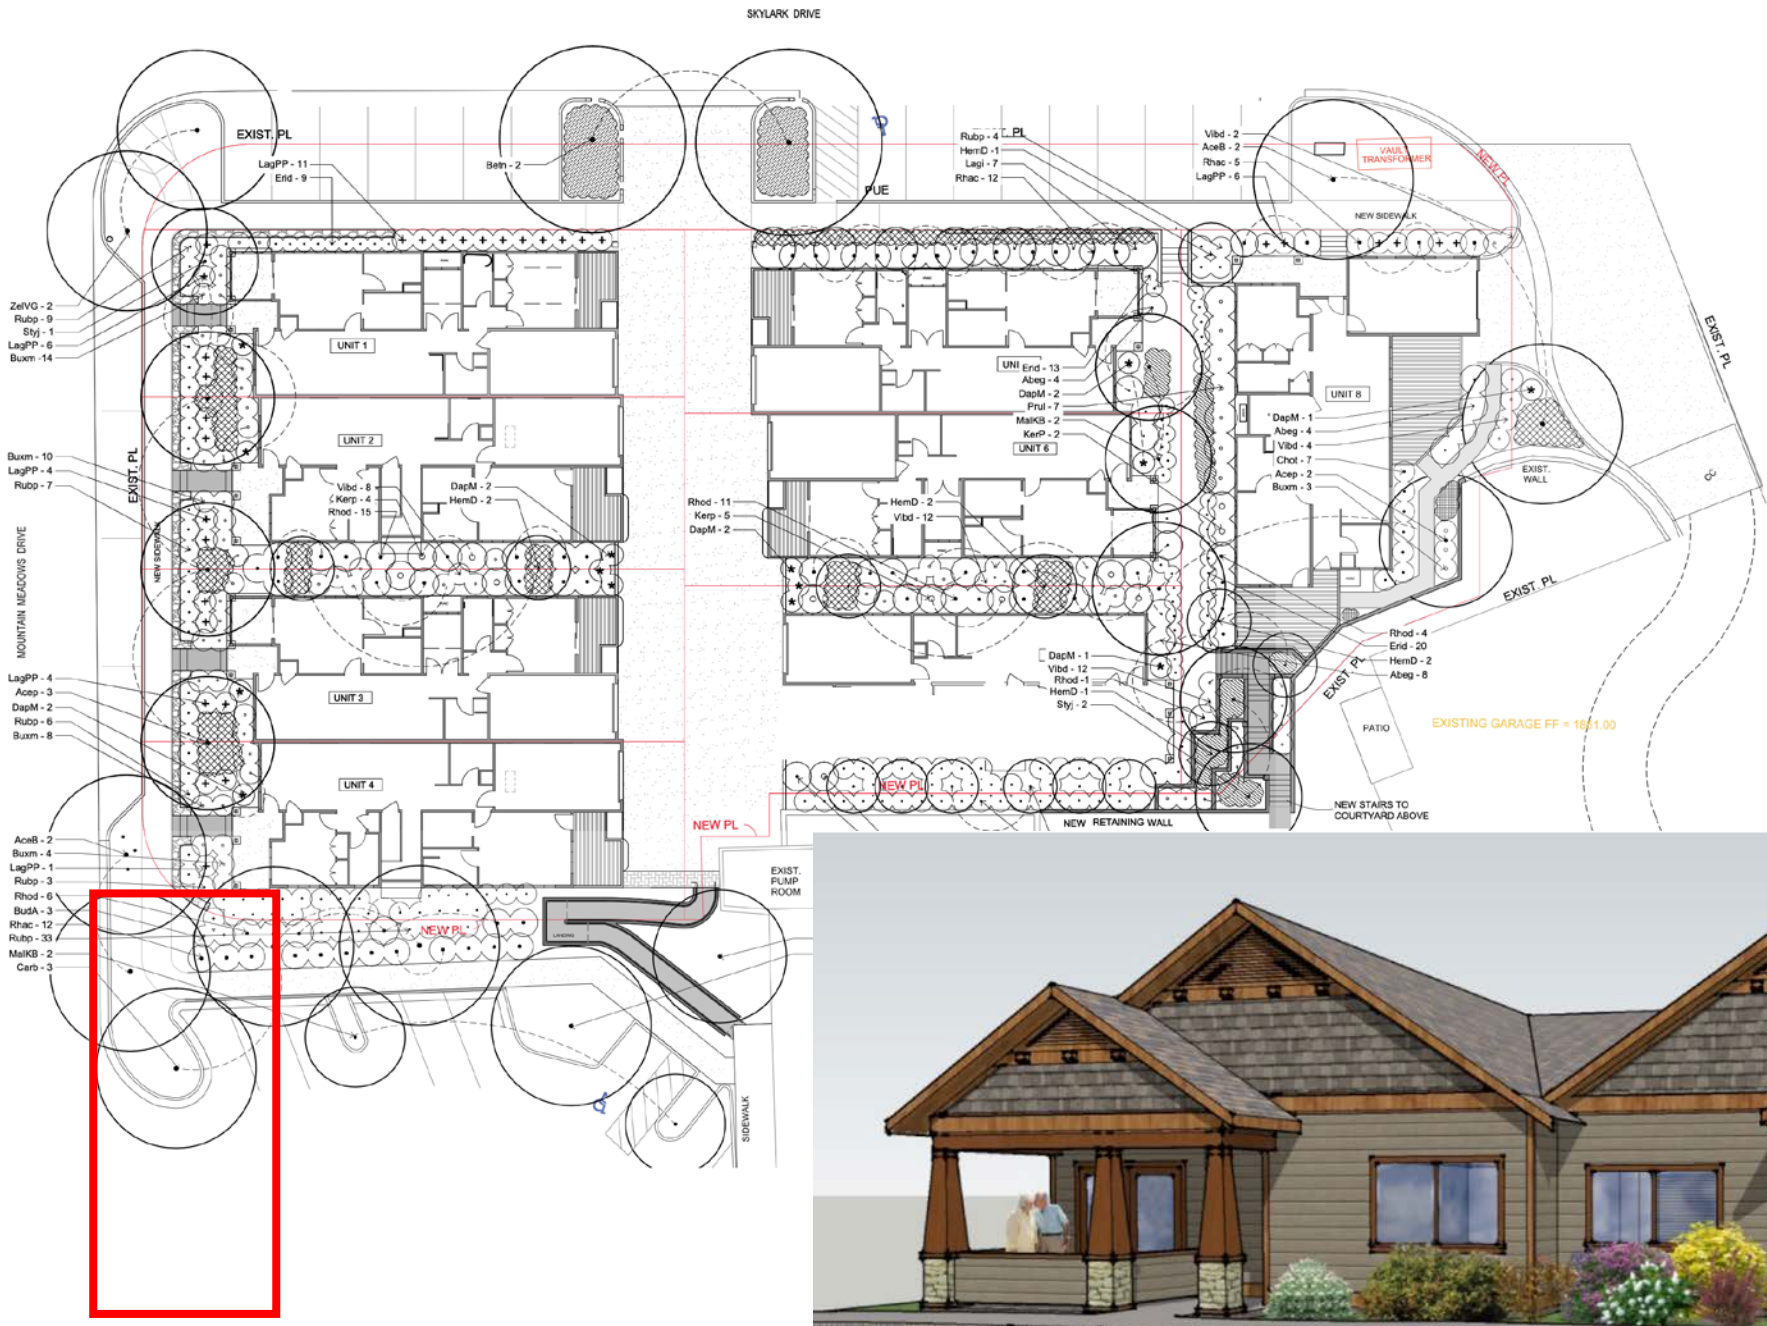 SKYLARK DRIVE
EXIST. PL
LagPP - 11
Erid - 9
Betn - 2
PUE
Rubp - 4
PL
HemD -1
Lagi - 7
Rhac - 12
Vibd - 2
AceB - 2
Rhac - 5
LagPP - 6
VAULT
TRANSFORMER
NEW PL
NEW SIDEWALK
EXIST. PL
ZelVG - 2
Rubp - 9
Styj - 1
LagPP - 6
Buxm -14
UNIT 1
UNIT 2
EXIST. PL
Buxm - 10
LagPP - 4
Rubp - 7
NEW SIDEWALK
MOUNTAIN MEADOWS DRIVE
Vibd - 8
Kerp - 4
Rhod - 15
DapM - 2
HemD - 2
UNI
Erid - 13
Abeg - 4
DapM - 2
Prul - 7
MalKB - 2
KerP - 2
UNIT 6
UNIT 8
DapM - 1
Abeg - 4
Vibd - 4
Chot - 7
Acep - 2
Buxm - 3
EXIST.
WALL
Rhod - 11
Kerp - 5
DapM - 2
HemD - 2
Vibd - 12
EXIST. PL
Rhod - 4
Erid - 20
HemD - 2
Abeg - 8
EXIST. PL
DapM - 1
Vibd - 12
Rhod -1
HemD -1
Styj - 2
PATIO
EXISTING GARAGE FF = 1881.00
LagPP - 4
Acep - 3
DapM - 2
Rubp - 6
Buxm - 8
UNIT 3
UNIT 4
NEW PL
NEW PL
NEW RETAINING WALL
NEW STAIRS TO
COURTYARD ABOVE
AceB - 2
Buxm - 4
LagPP - 1
Rubp - 3
Rhod - 6
BudA - 3
Rhac - 12
Rubp - 33
MalKB - 2
Carb - 3
NEW PL
LANDING
EXIST.
PUMP
ROOM
SIDEWALK